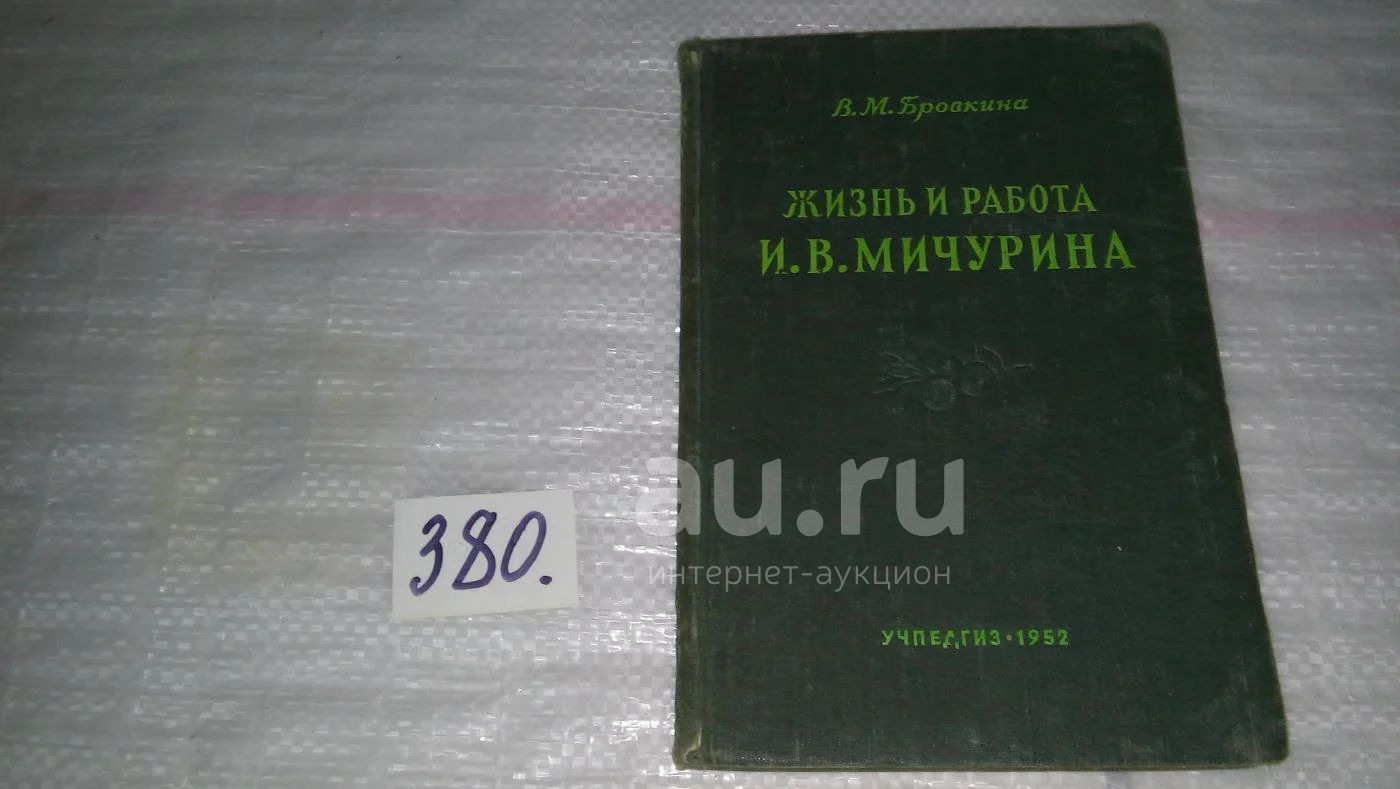 В.М.Бровкина
ЖИЗНЬ И РАБОТА
И.В.МИЧУРИНА
УЧПЕДГИЗ·1952
380.
au.ru
интернет-аукцион